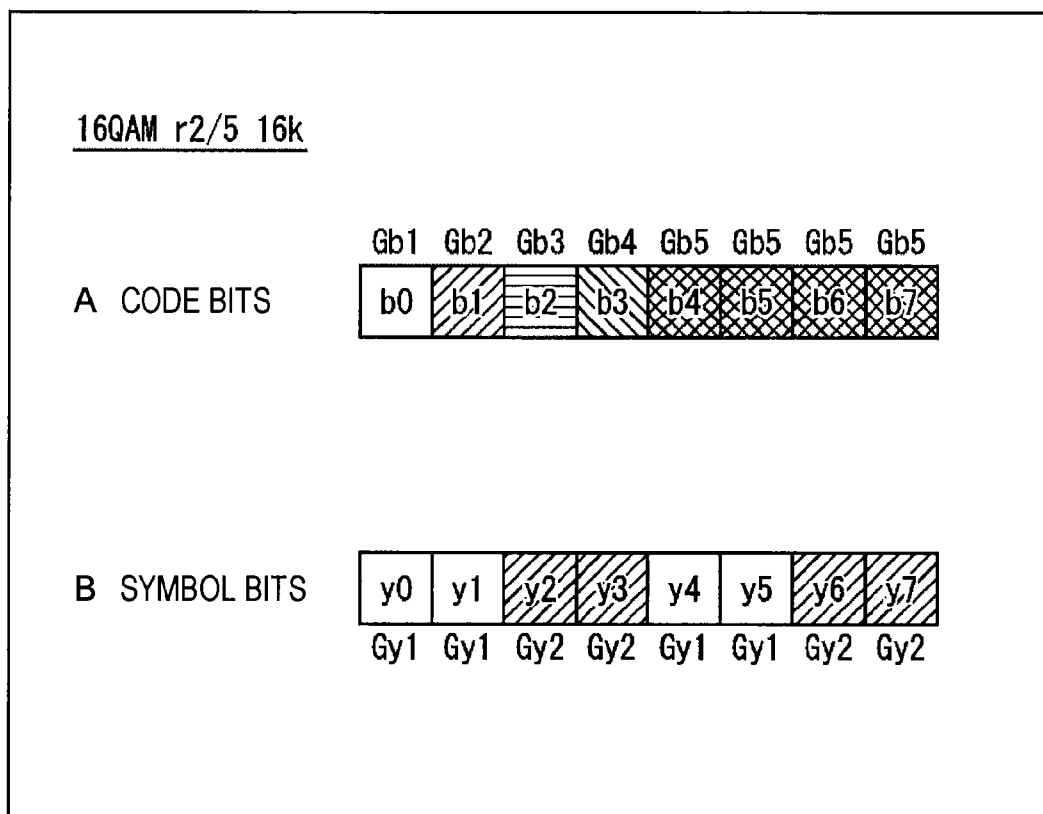 16QAM r2/5 16k
Gb1 Gb2 Gb3 Gb4 Gb5 Gb5 Gb5 Gb5
A CODE BITS b0 b1 b2 b3 b4 b5 b6 b7
B SYMBOL BITS y0 y1 y2 y3 y4 y5 y6 y7
Gy1 Gy1 Gy2 Gy2 Gy1 Gy1 Gy2 Gy2